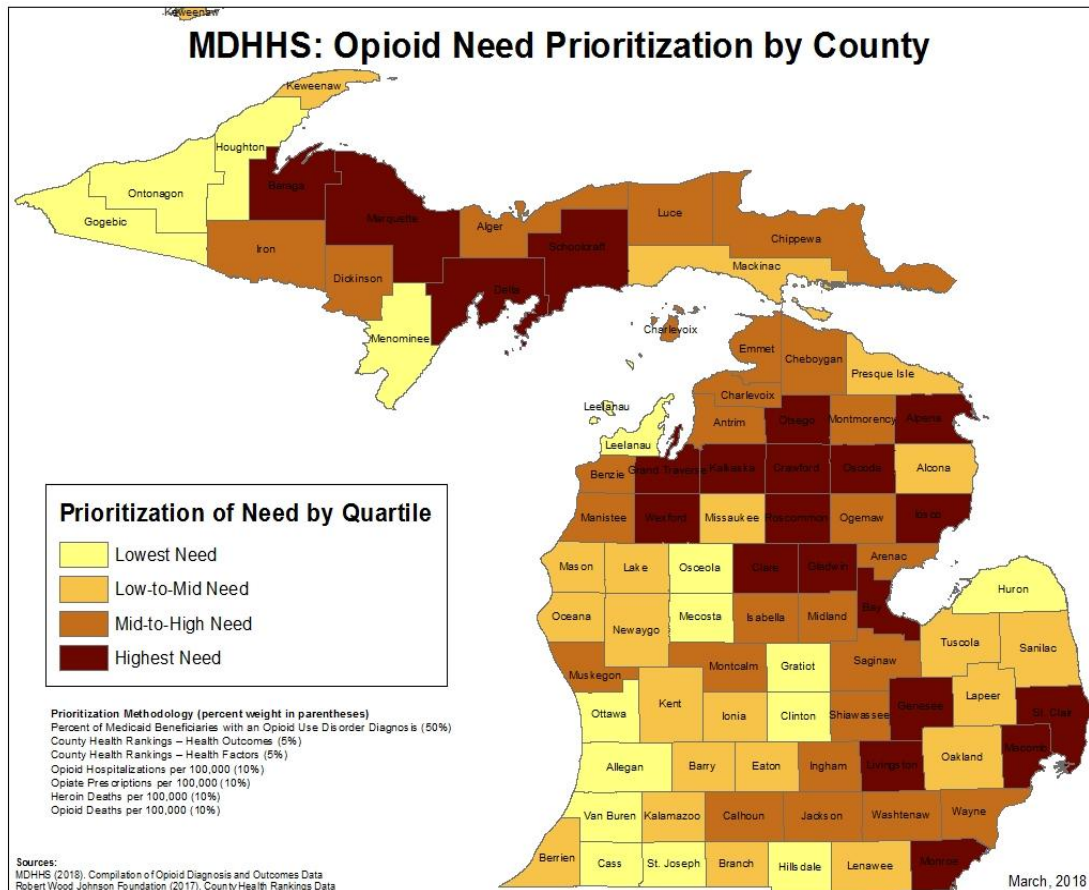 Keweenaw
MDHHS: Opioid Need Prioritization by County
Keweenaw
Houghton
Ontonagon
Baraga
Gogebic
Marquette
Iron
Alger
Luce
Schoolcraft
Chippewa
Dickinson
Mackinac
Delta
Menominee
Charlevoix
Emmet
Cheboygan
Presque Isle
Charlevoix
Leelanau
Antrim
Otsego
Montmorency
Alpena
Leelanau
Benzie
Grand Traverse
Kalkaska
Crawford
Oscoda
Alcona
Manistee
Wexford
Missaukee
Roscommon
Ogemaw
Iosco
Prioritization of Need by Quartile
Lowest Need
Low-to-Mid Need
Mid-to-High Need
Highest Need
Mason
Lake
Osceola
Clare
Gladwin
Arenac
Huron
Oceana
Newaygo
Mecosta
Isabella
Midland
Bay
Tuscola
Sanilac
Muskegon
Montcalm
Gratiot
Saginaw
Lapeer
Ottawa
Kent
Ionia
Clinton
Shiawassee
Genesee
St. Clair
Allegan
Barry
Eaton
Ingham
Livingston
Oakland
Macomb
Van Buren
Kalamazoo
Calhoun
Jackson
Washtenaw
Wayne
Berrien
Cass
St. Joseph
Branch
Hillsdale
Lenawee
Monroe
Prioritization Methodology (percent weight in parentheses)
Percent of Medicaid Beneficiaries with an Opioid Use Disorder Diagnosis (50%)
County Health Rankings – Health Outcomes (5%)
County Health Rankings – Health Factors (5%)
Opioid Hospitalizations per 100,000 (10%)
Opiate Prescriptions per 100,000 (10%)
Heroin Deaths per 100,000 (10%)
Opioid Deaths per 100,000 (10%)
Sources:
MDHHS (2018). Compilation of Opioid Diagnosis and Outcomes Data
Robert Wood Johnson Foundation (2017). County Health Rankings Data
March, 2018